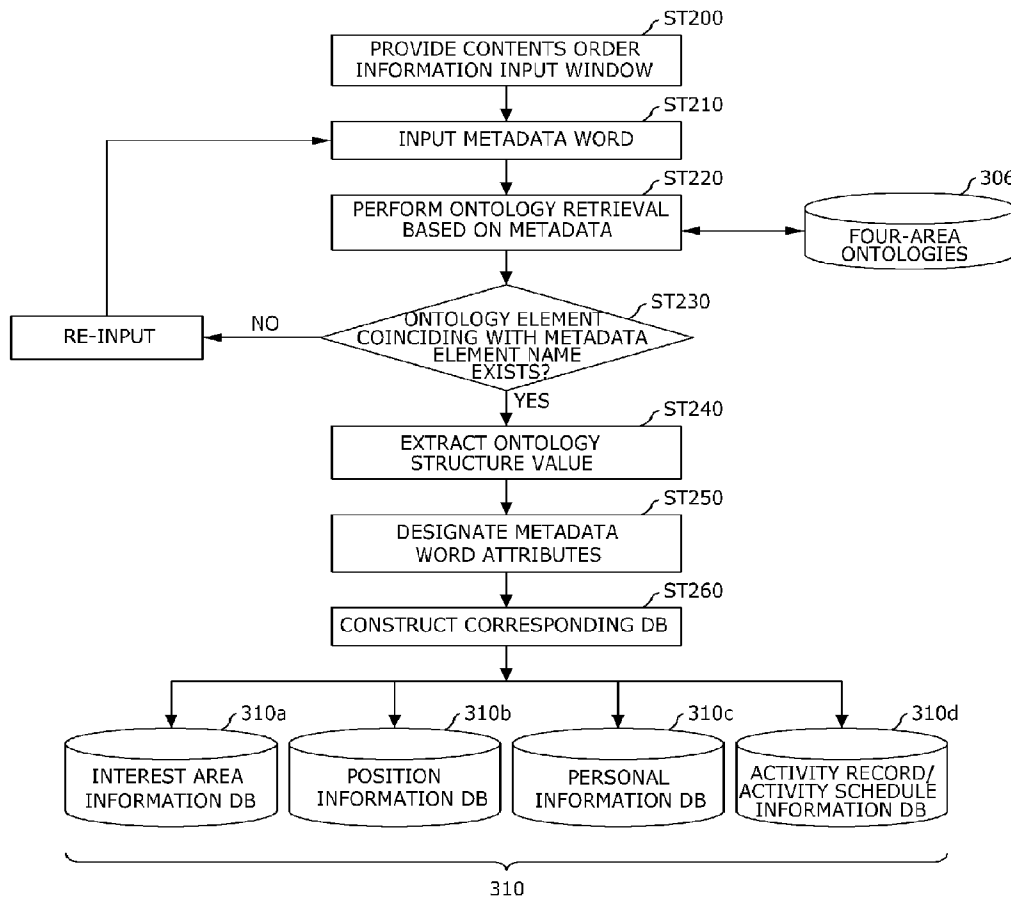 ST200
PROVIDE CONTENTS ORDER
INFORMATION INPUT WINDOW
ST210
INPUT METADATA WORD
ST220
PERFORM ONTOLOGY RETRIEVAL
BASED ON METADATA
306
FOUR-AREA
ONTOLOGIES
ST230
ONTOLOGY ELEMENT
COINCIDING WITH METADATA
ELEMENT NAME
EXISTS?
NO
RE-INPUT
YES
ST240
EXTRACT ONTOLOGY
STRUCTURE VALUE
ST250
DESIGNATE METADATA
WORD ATTRIBUTES
ST260
CONSTRUCT CORRESPONDING DB
310a
INTEREST AREA
INFORMATION DB
310b
POSITION
INFORMATION DB
310c
PERSONAL
INFORMATION DB
310d
ACTIVITY RECORD/
ACTIVITY SCHEDULE
INFORMATION DB
310